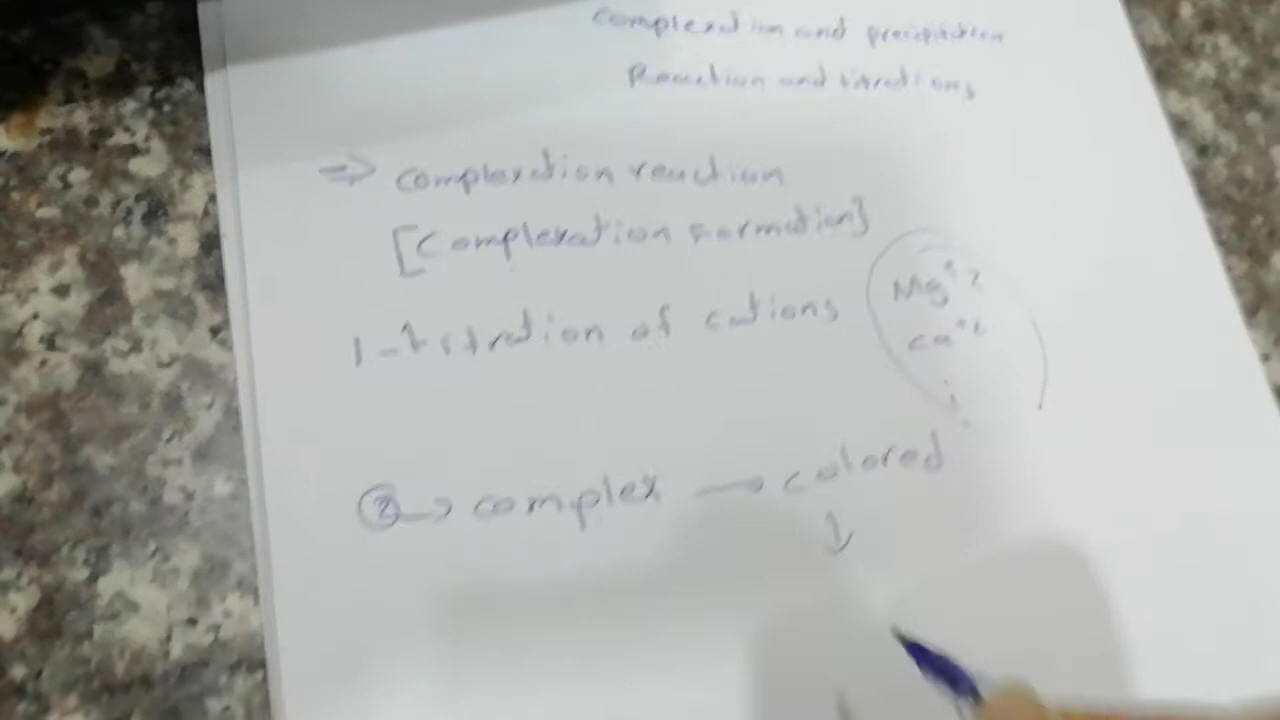 Complexation and precipitation
Reaction and titrations
⇒ complexation reaction
[Complexation Formation]
1-titration of cations
Mg+2
ca+2
②→ complex → colored
↓